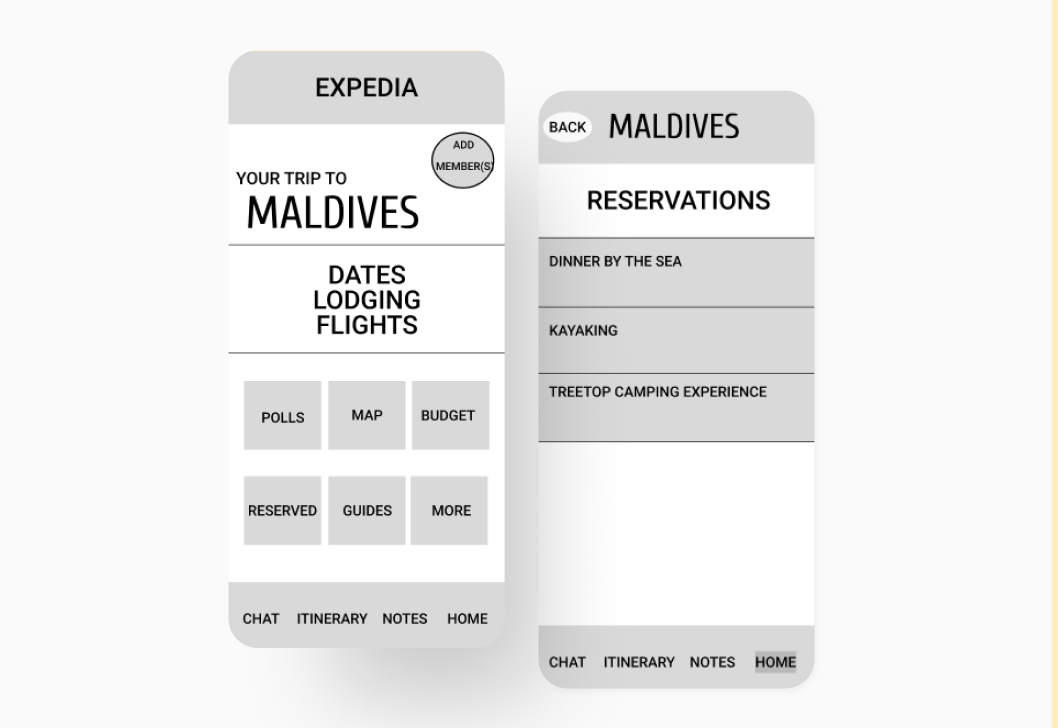 EXPEDIA
ADD
MEMBER(S)
YOUR TRIP TO
MALDIVES
DATES
LODGING
FLIGHTS
POLLS MAP BUDGET
RESERVED GUIDES MORE
CHAT ITINERARY NOTES HOME
BACK MALDIVES
RESERVATIONS
DINNER BY THE SEA
KAYAKING
TREETOP CAMPING EXPERIENCE
CHAT ITINERARY NOTES HOME